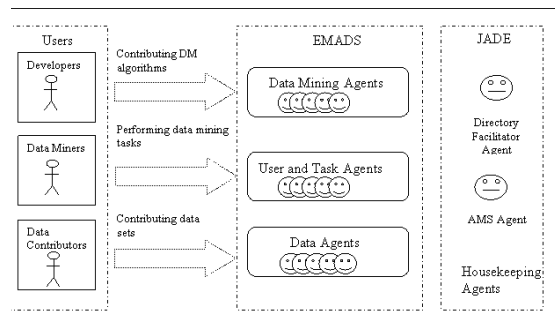 Users
EMADS
JADE
Developers
Contributing DM
algorithms
Data Mining Agents
Directory
Facilitator
Agent
Data Miners
Performing data mining
tasks
User and Task Agents
AMS Agent
Data
Contributors
Contributing data
sets
Data Agents
Housekeeping
Agents